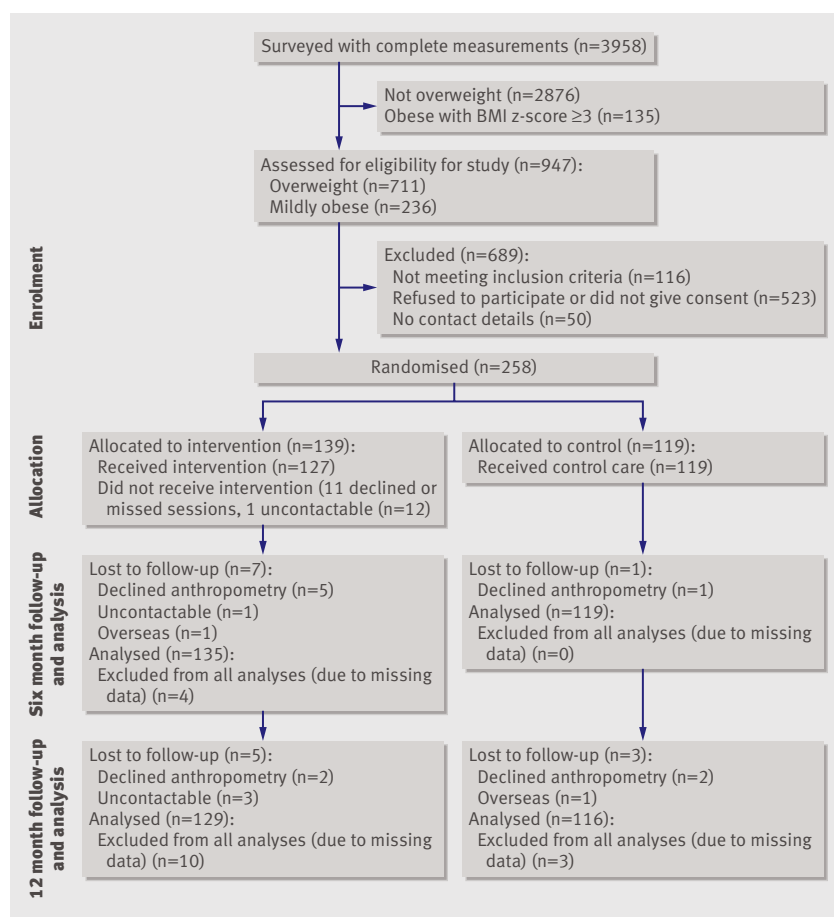 Surveyed with complete measurements (n=3958)
Not overweight (n=2876)
Obese with BMI z-score ≥3 (n=135)
Assessed for eligibility for study (n=947):
Overweight (n=711)
Mildly obese (n=236)
Enrolment
Excluded (n=689):
Not meeting inclusion criteria (n=116)
Refused to participate or did not give consent (n=523)
No contact details (n=50)
Randomised (n=258)
Allocation
Allocated to intervention (n=139):
Received intervention (n=127)
Did not receive intervention (11 declined or
missed sessions, 1 uncontactable (n=12)
Allocated to control (n=119):
Received control care (n=119)
Six month follow-up
and analysis
Lost to follow-up (n=7):
Declined anthropometry (n=5)
Uncontactable (n=1)
Overseas (n=1)
Analysed (n=135):
Excluded from all analyses (due to missing
data) (n=4)
Lost to follow-up (n=1):
Declined anthropometry (n=1)
Analysed (n=119):
Excluded from all analyses (due to missing
data) (n=0)
12 month follow-up
and analysis
Lost to follow-up (n=5):
Declined anthropometry (n=2)
Uncontactable (n=3)
Analysed (n=129):
Excluded from all analyses (due to missing
data) (n=10)
Lost to follow-up (n=3):
Declined anthropometry (n=2)
Overseas (n=1)
Analysed (n=116):
Excluded from all analyses (due to missing
data) (n=3)